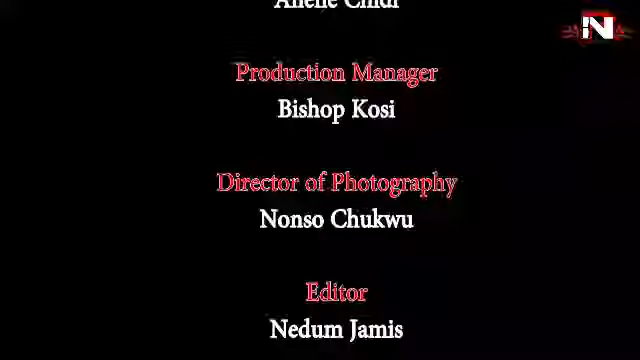 Production Manager
Bishop Kosi
Director of Photography
Nonso Chukwu
Editor
Nedum Jamis